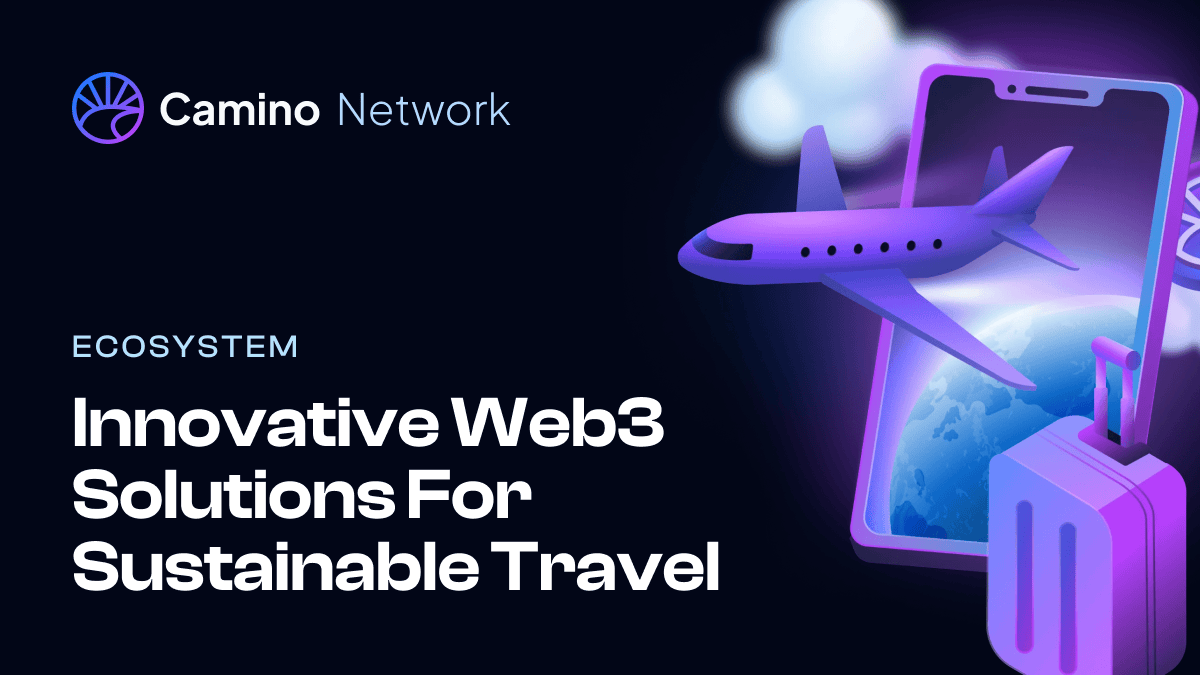 Camino Network
ECOSYSTEM
Innovative Web3
Solutions For
Sustainable Travel